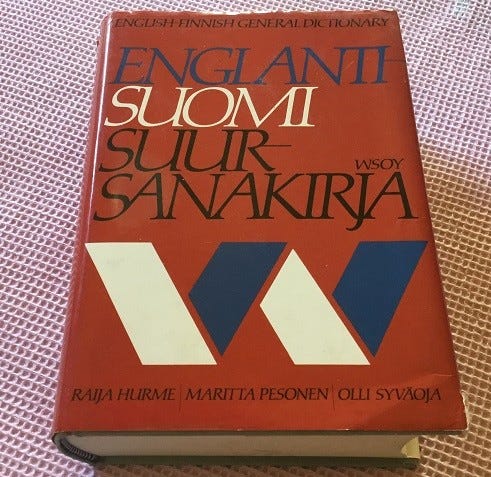 ENGLISH-FINNISH GENERAL DICTIONARY
ENGLANTI-
SUOMI
SUUR-
WSOY
SANAKIRJA
RAIJA HURME | MARITTA PESONEN | OLLI SYVÄOJA